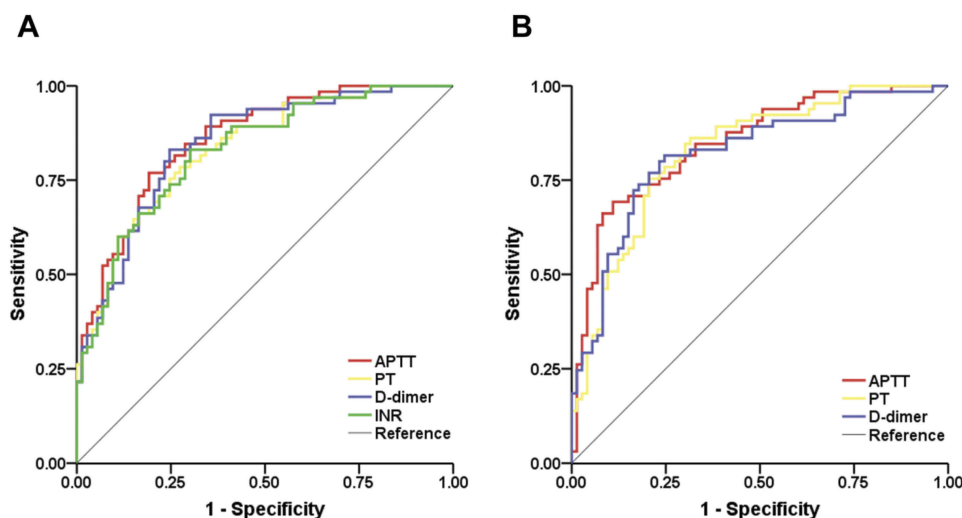 A
1.00
0.75
0.50
0.25
0.00
Sensitivity
APTT
PT
D-dimer
INR
Reference
0.00 0.25 0.50 0.75 1.00
1 - Specificity
B
1.00
0.75
0.50
0.25
0.00
Sensitivity
APTT
PT
D-dimer
Reference
0.00 0.25 0.50 0.75 1.00
1 - Specificity